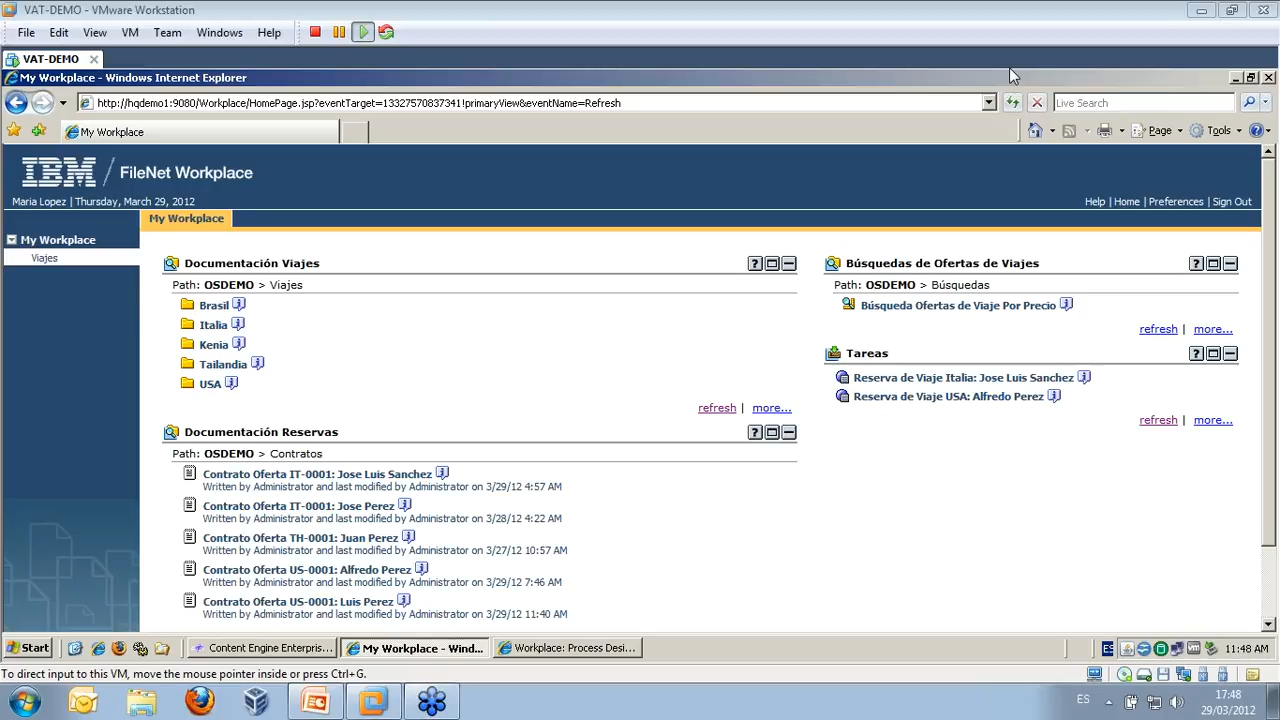 VAT-DEMO - VMware Workstation
File Edit View VM Team Windows Help
VAT-DEMO
My Workplace - Windows Internet Explorer
http://hqdemo1:9080/Workplace/HomePage.jsp?eventTarget=13327570837341!primaryView&eventName=Refresh
Live Search
My Workplace
Page Tools
IBM FileNet Workplace
Maria Lopez | Thursday, March 29, 2012
Help | Home | Preferences | Sign Out
My Workplace
My Workplace
Viajes
Documentación Viajes
Path: OSDEMO > Viajes
Brasil
Italia
Kenia
Tailandia
USA
refresh | more...
Documentación Reservas
Path: OSDEMO > Contratos
Contrato Oferta IT-0001: Jose Luis Sanchez
Written by Administrator and last modified by Administrator on 3/29/12 4:57 AM
Contrato Oferta IT-0001: Jose Perez
Written by Administrator and last modified by Administrator on 3/28/12 4:22 AM
Contrato Oferta TH-0001: Juan Perez
Written by Administrator and last modified by Administrator on 3/27/12 10:57 AM
Contrato Oferta US-0001: Alfredo Perez
Written by Administrator and last modified by Administrator on 3/29/12 7:46 AM
Contrato Oferta US-0001: Luis Perez
Written by Administrator and last modified by Administrator on 3/29/12 11:40 AM
Búsquedas de Ofertas de Viajes
Path: OSDEMO > Búsquedas
Búsqueda Ofertas de Viaje Por Precio
refresh | more...
Tareas
Reserva de Viaje Italia: Jose Luis Sanchez
Reserva de Viaje USA: Alfredo Perez
refresh | more...
Start
Content Engine Enterpris...
My Workplace - Wind...
Workplace: Process Desi...
ES
11:48 AM
To direct input to this VM, move the mouse pointer inside or press Ctrl+G.
ES
17:48
29/03/2012